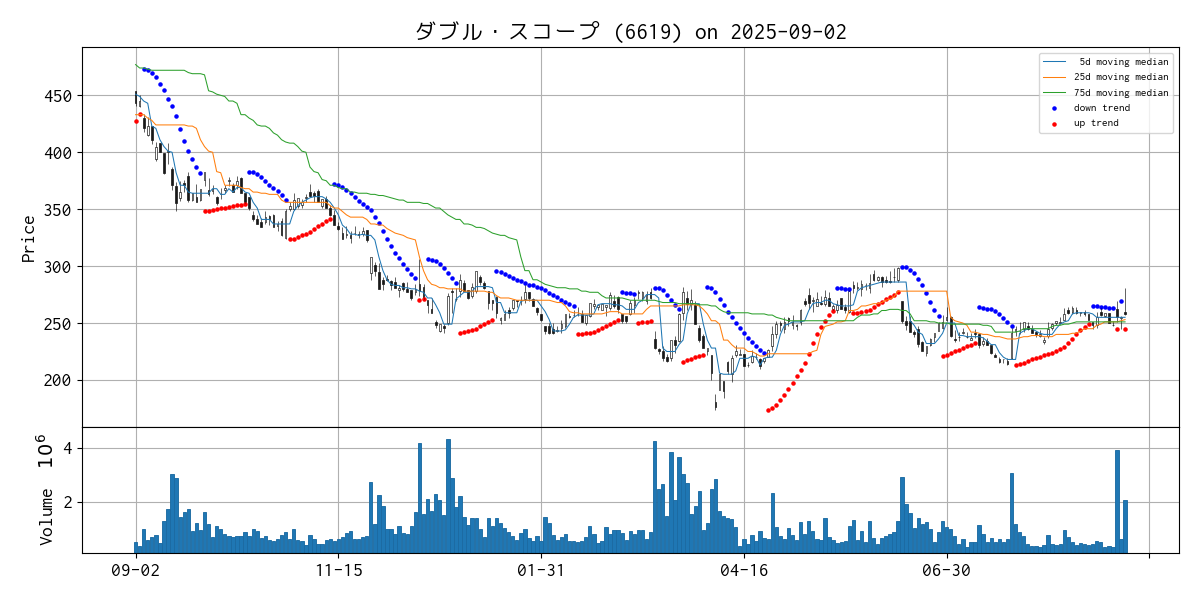 ダブル・スコープ (6619) on 2025-09-02
5d moving median
25d moving median
75d moving median
down trend
up trend
Price
450
400
350
300
250
200
Volume 10^6
4
2
09-02
11-15
01-31
04-16
06-30